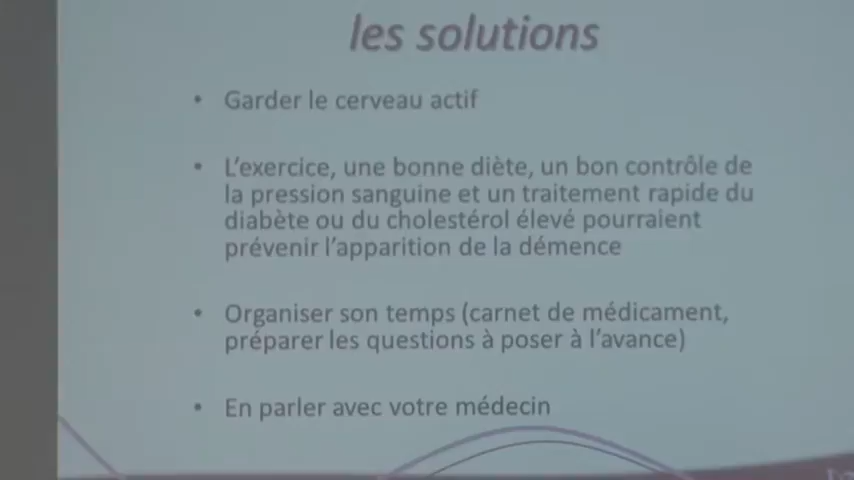 les solutions
• Garder le cerveau actif
• L'exercice, une bonne diète, un bon contrôle de
la pression sanguine et un traitement rapide du
diabète ou du cholestérol élevé pourraient
prévenir l'apparition de la démence
• Organiser son temps (carnet de médicament,
préparer les questions à poser à l'avance)
• En parler avec votre médecin